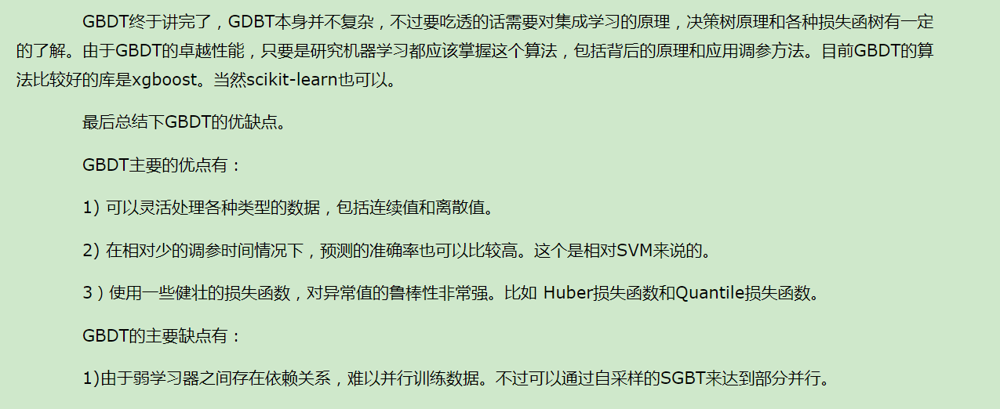 GBDT终于讲完了，GDBT本身并不复杂，不过要吃透的话需要对集成学习的原理，决策树原理和各种损失函树有一定
的了解。由于GBDT的卓越性能，只要是研究机器学习都应该掌握这个算法，包括背后的原理和应用调参方法。目前GBDT的算
法比较好的库是xgboost。当然scikit-learn也可以。
最后总结下GBDT的优缺点。
GBDT主要的优点有：
1) 可以灵活处理各种类型的数据，包括连续值和离散值。
2) 在相对少的调参时间情况下，预测的准确率也可以比较高。这个是相对SVM来说的。
3）使用一些健壮的损失函数，对异常值的鲁棒性非常强。比如 Huber损失函数和Quantile损失函数。
GBDT的主要缺点有：
1)由于弱学习器之间存在依赖关系，难以并行训练数据。不过可以通过自采样的SGBT来达到部分并行。